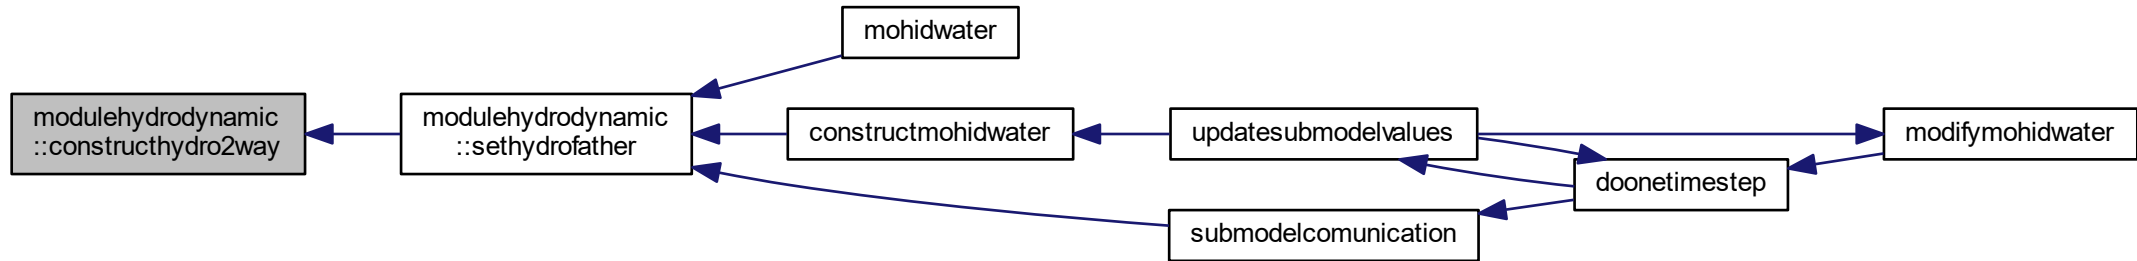 modulehydrodynamic
::constructhydro2way
modulehydrodynamic
::sethydrofather
mohidwater
constructmohidwater
submodelcomunication
updatesubmodelvalues
doonetimestep
modifymohidwater